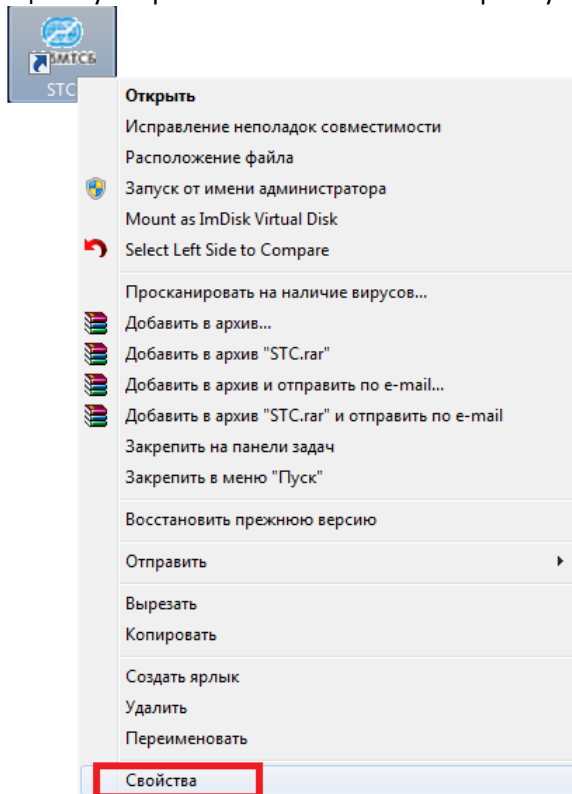 STC
Открыть
Исправление неполадок совместимости
Расположение файла
Запуск от имени администратора
Mount as ImDisk Virtual Disk
Select Left Side to Compare
Просканировать на наличие вирусов...
Добавить в архив...
Добавить в архив "STC.rar"
Добавить в архив и отправить по e-mail...
Добавить в архив "STC.rar" и отправить по e-mail
Закрепить на панели задач
Закрепить в меню "Пуск"
Восстановить прежнюю версию
Отправить
Вырезать
Копировать
Создать ярлык
Удалить
Переименовать
Свойства